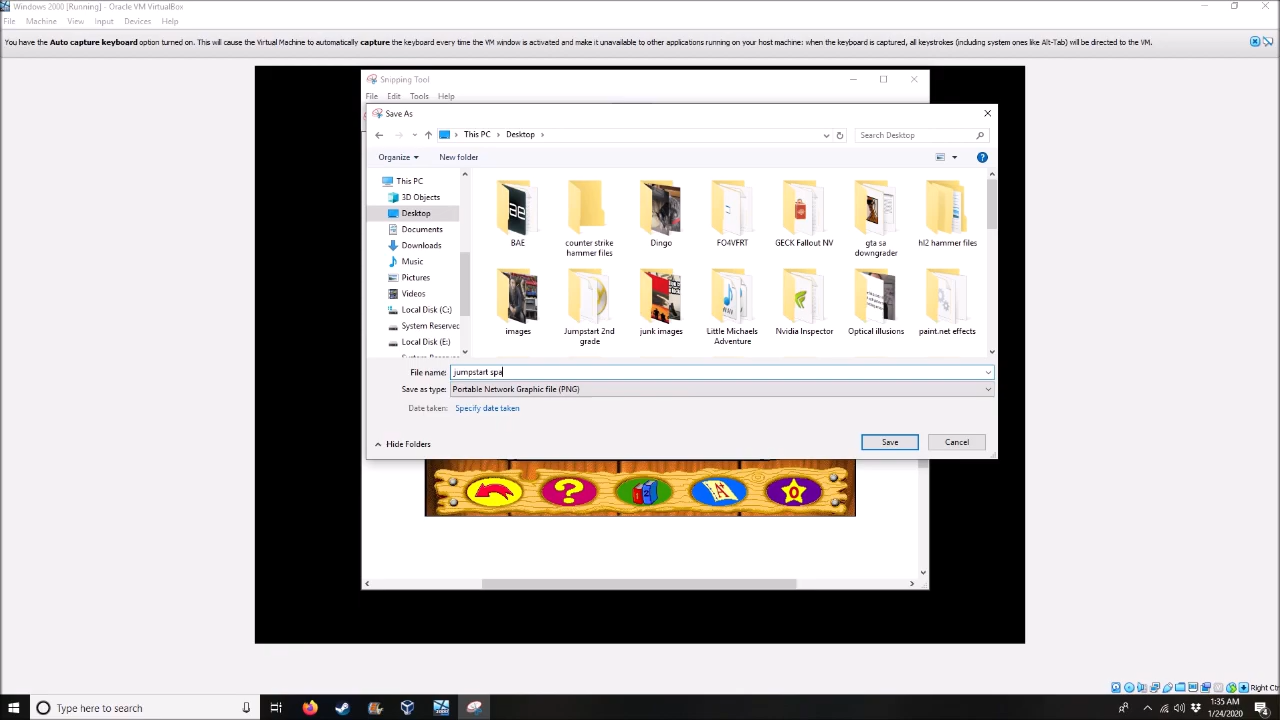 Windows 2000 [Running] - Oracle VM VirtualBox
File Machine View Input Devices Help
You have the Auto capture keyboard option turned on. This will cause the Virtual Machine to automatically capture the keyboard every time the VM window is activated and make it unavailable to other applications running on your host machine: when the keyboard is captured, all keystrokes (including system ones like Alt-Tab) will be directed to the VM.
Snipping Tool
File Edit Tools Help
Save As
This PC Desktop
Search Desktop
Organize New folder
This PC
3D Objects
Desktop
Documents
Downloads
Music
Pictures
Videos
Local Disk (C:)
System Reserved
Local Disk (E:)
BAE
counter strike
hammer files
Dingo
FO4VFRT
GECK Fallout NV
gta sa
downgrader
hl2 hammer files
images
Jumpstart 2nd
grade
junk images
Little Michaels
Adventure
Nvidia Inspector
Optical illusions
paint.net effects
File name: jumpstart spa
Save as type: Portable Network Graphic file (PNG)
Date taken: Specify date taken
Hide Folders
Save Cancel
? 1 2 A 0
Right Ct
Type here to search
1:35 AM
1/24/2020